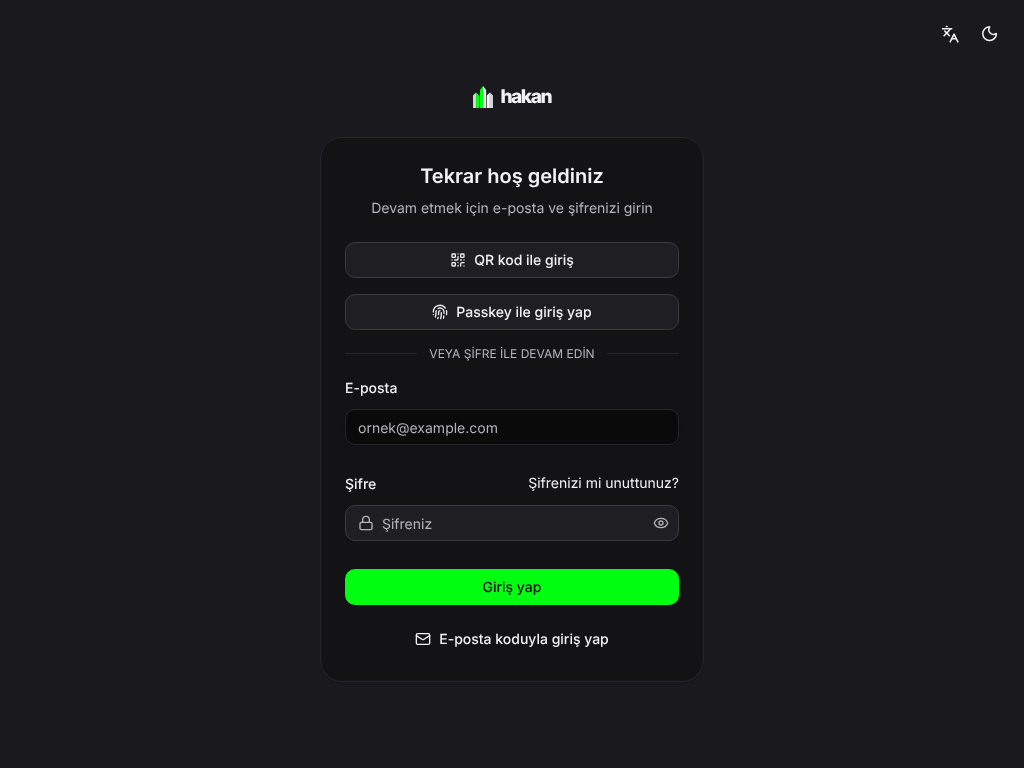 hakan
Tekrar hoş geldiniz
Devam etmek için e-posta ve şifrenizi girin
QR kod ile giriş
Passkey ile giriş yap
VEYA ŞİFRE İLE DEVAM EDİN
E-posta
ornek@example.com
Şifre
Şifrenizi mi unuttunuz?
Şifreniz
Giriş yap
E-posta koduyla giriş yap